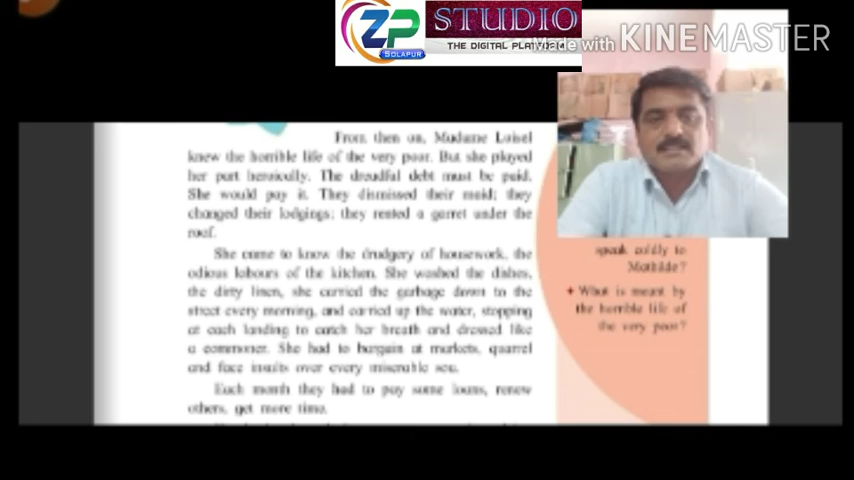 ZP
SOLAPUR
STUDIO
THE DIGITAL PLATFORM
Made with KINEMASTER
From then on, Madame Loisel
knew the horrible life of the very poor. But she played
her part heroically. The dreadful debt must be paid.
She would pay it. They dismissed their maid; they
changed their lodgings; they rented a garret under the
roof.
She came to know the drudgery of housework, the
odious labours of the kitchen. She washed the dishes,
the dirty linen, she carried the garbage down to the
street every morning, and carried up the water, stopping
at each landing to catch her breath and dressed like
a commoner. She had to bargain at markets, quarrel
and face insults over every miserable sou.
Each month they had to pay some loans, renew
others, get more time.
speak coldly to
Mathilde?
What is meant by
the horrible life of
the very poor?